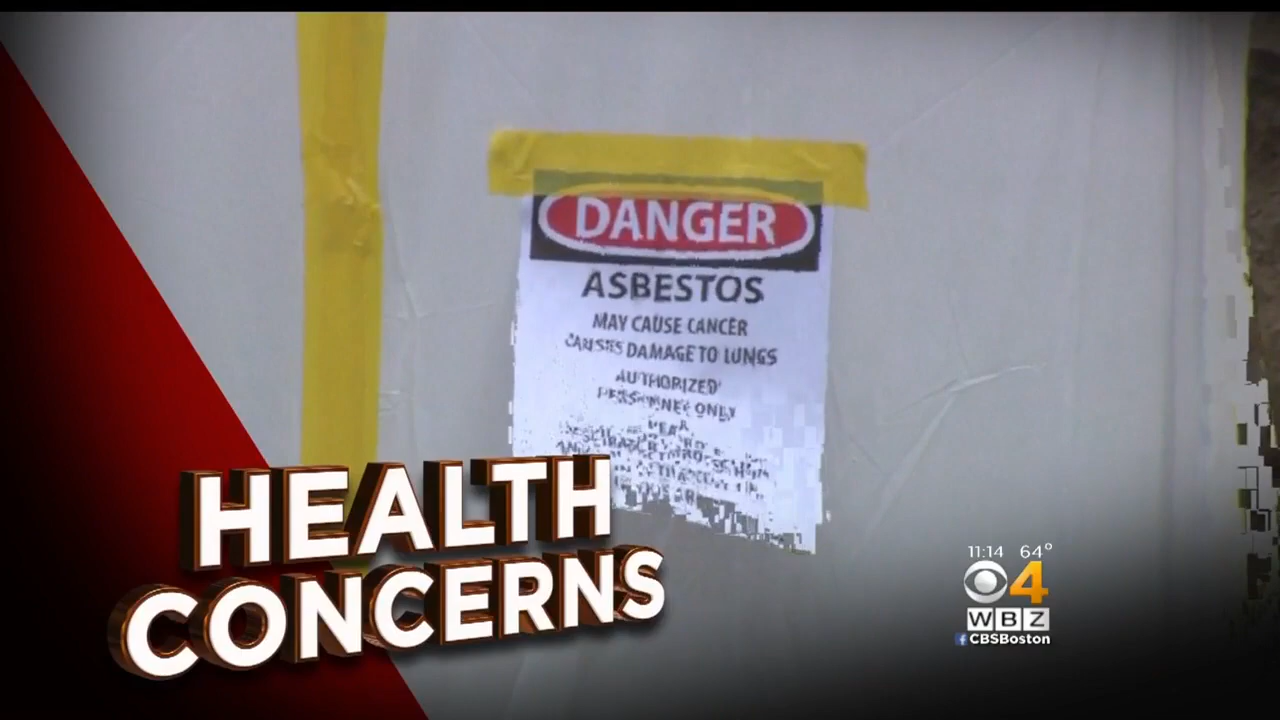 DANGER
ASBESTOS
MAY CAUSE CANCER
CAUSES DAMAGE TO LUNGS
AUTHORIZED
PERSONNEL ONLY
HEALTH
CONCERNS
11:14 64°
4
WBZ
f CBSBoston